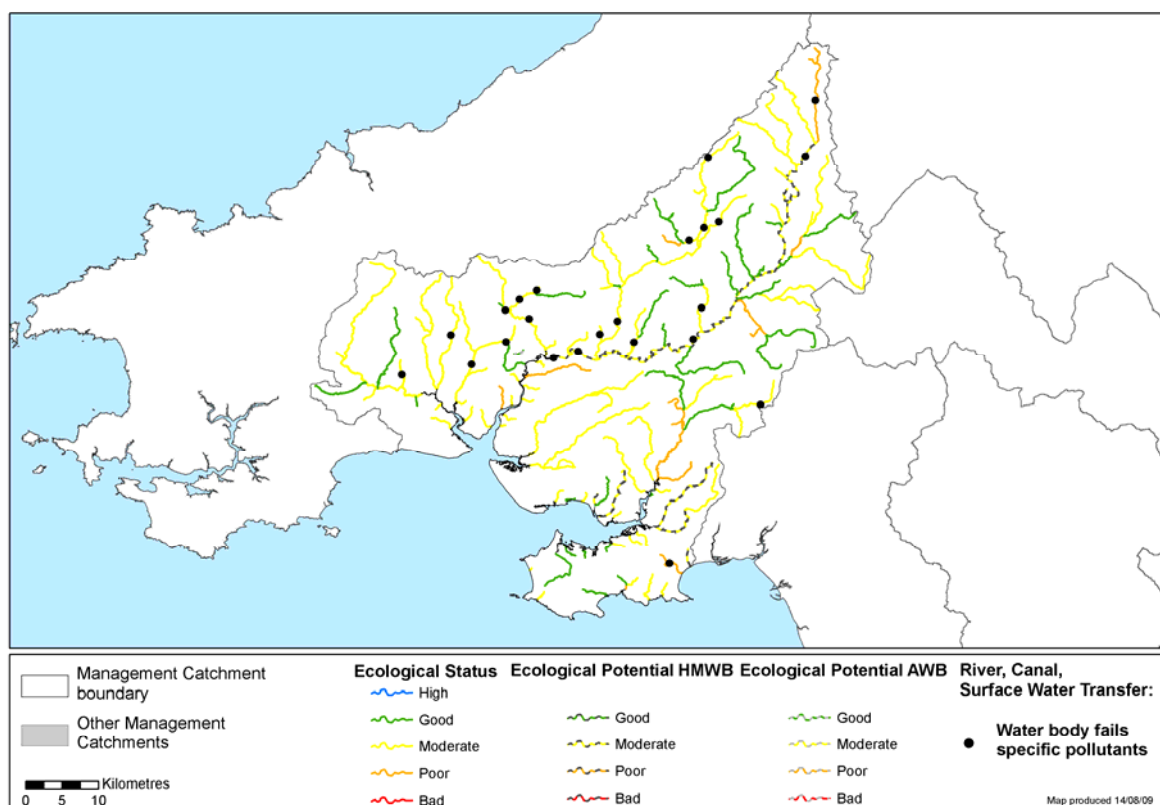 Management Catchment
boundary
Other Management
Catchments
Kilometres
0 5 10
Ecological Status
High
Good
Moderate
Poor
Bad
Ecological Potential HMWB
Good
Moderate
Poor
Bad
Ecological Potential AWB
Good
Moderate
Poor
Bad
River, Canal,
Surface Water Transfer:
Water body fails
specific pollutants
Map produced 14/08/09